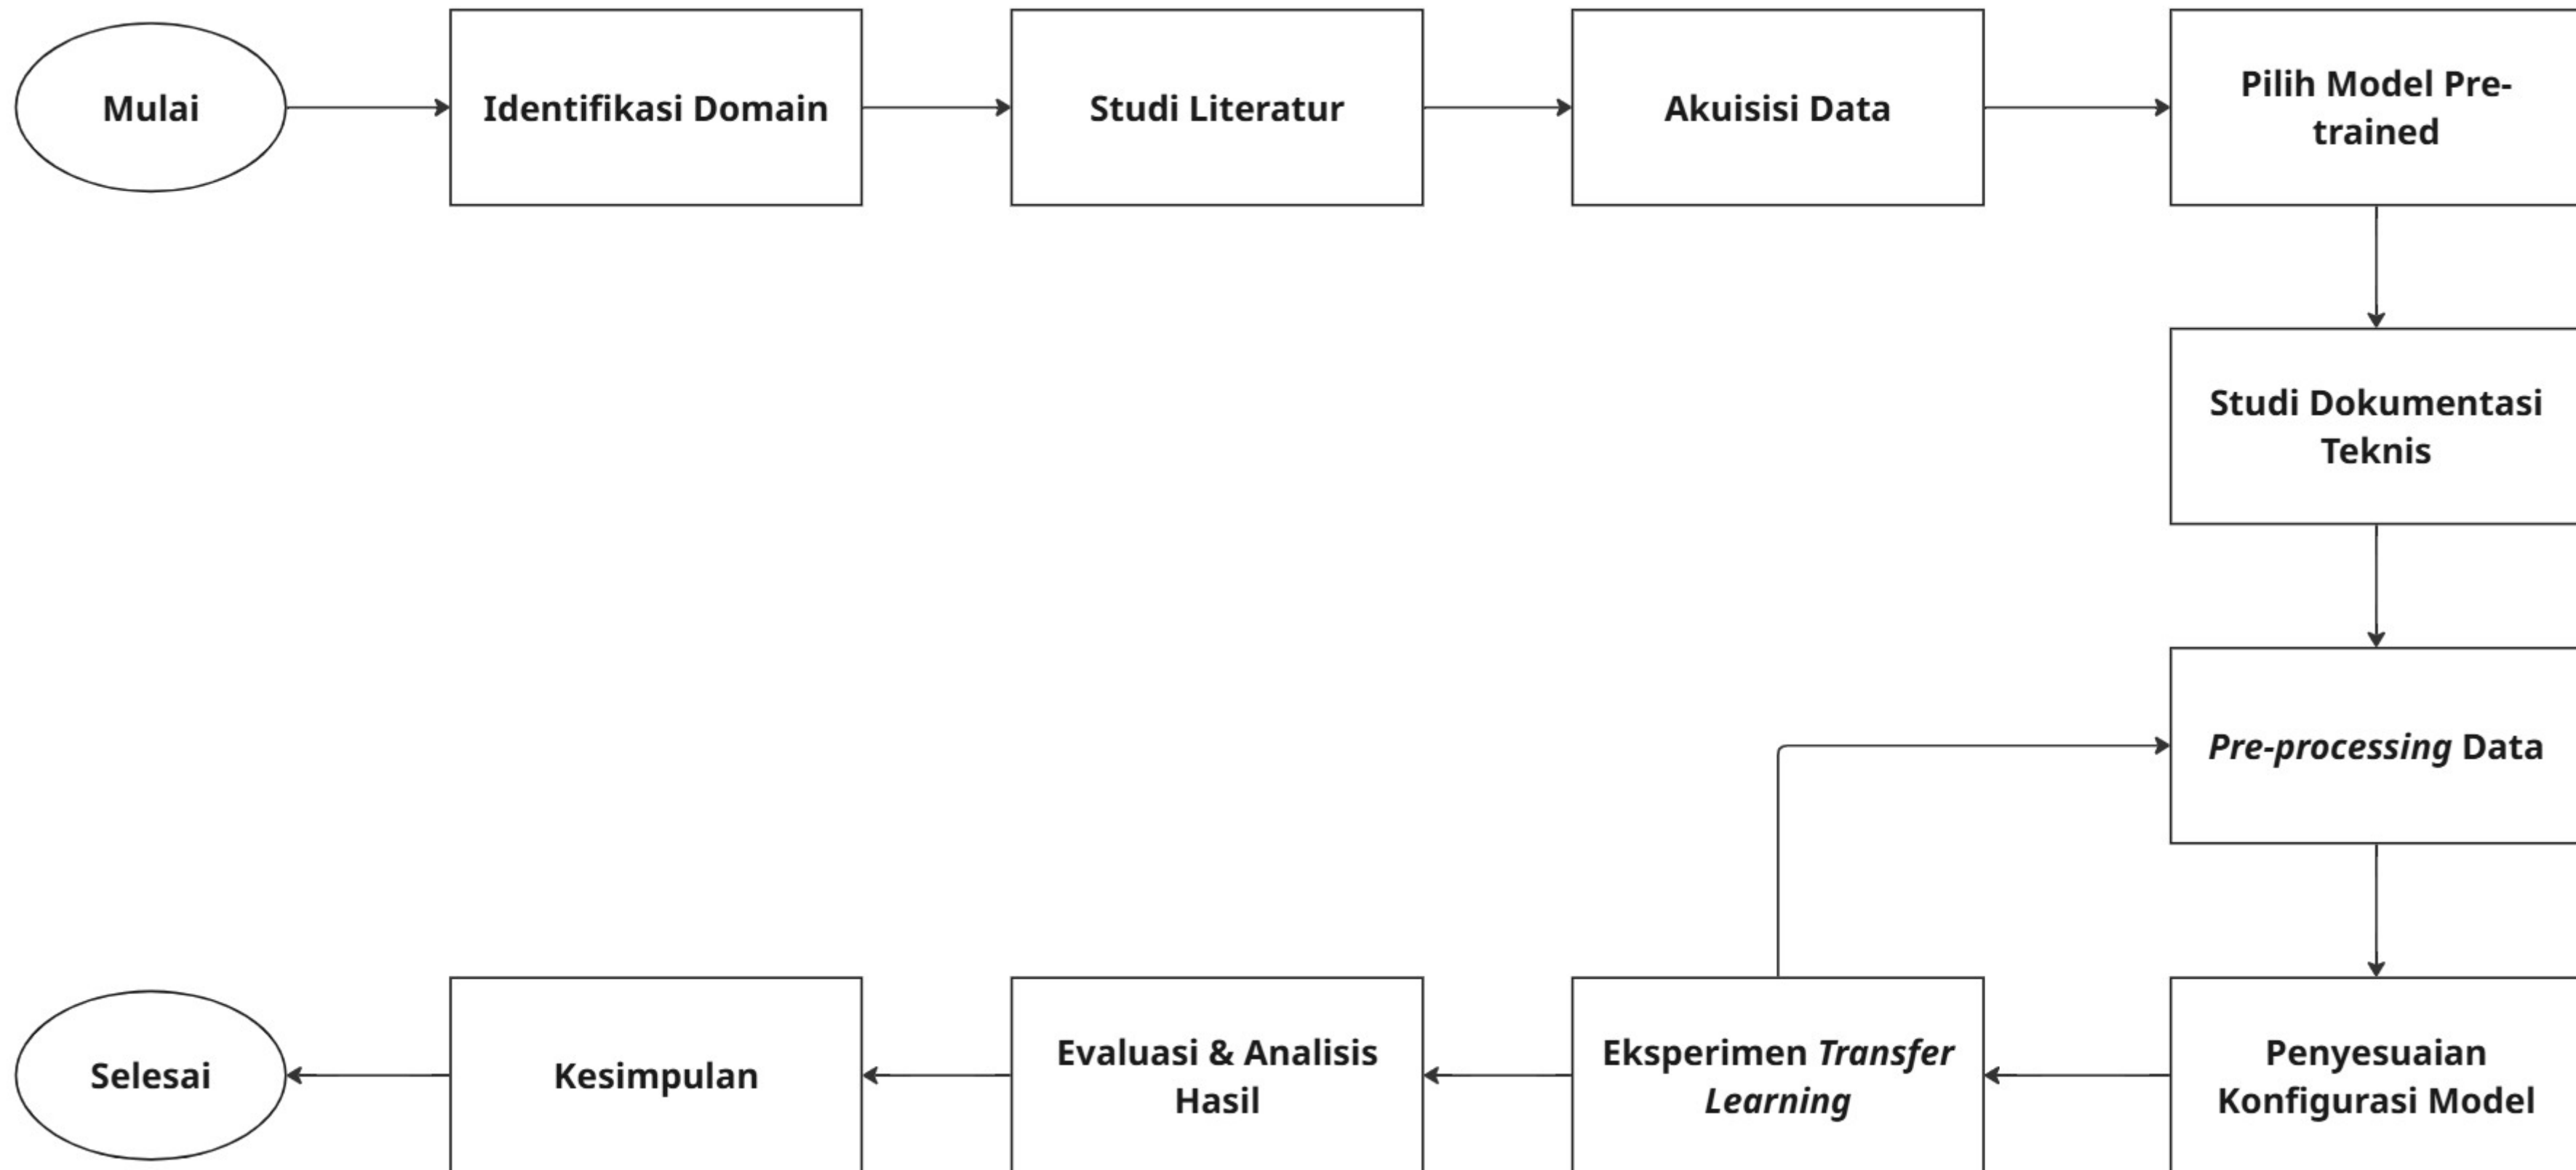 Mulai
Identifikasi Domain
Studi Literatur
Akuisisi Data
Pilih Model Pre-
trained
Studi Dokumentasi
Teknis
Pre-processing Data
Penyesuaian
Konfigurasi Model
Eksperimen Transfer
Learning
Evaluasi & Analisis
Hasil
Kesimpulan
Selesai